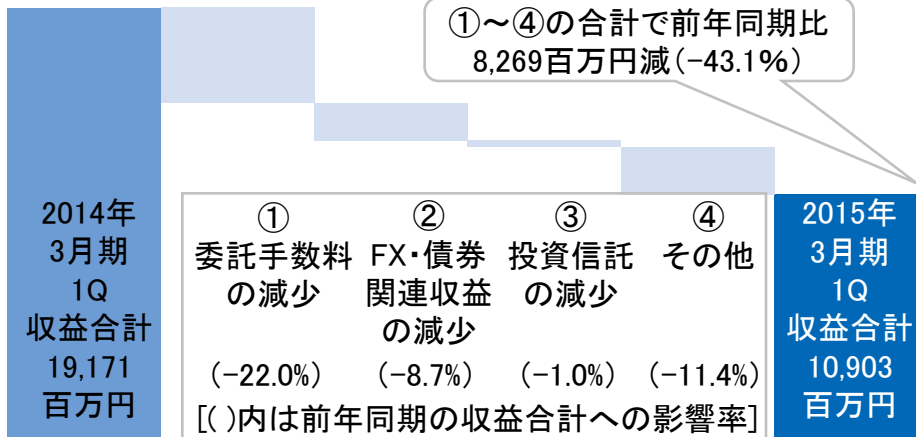 ①～④の合計で前年同期比
8,269百万円減(-43.1%)
2014年
3月期
1Q
収益合計
19,171
百万円
①
委託手数料
の減少
(-22.0%)
②
FX・債券
関連収益
の減少
(-8.7%)
③
投資信託
の減少
(-1.0%)
④
その他
(-11.4%)
[( )内は前年同期の収益合計への影響率]
2015年
3月期
1Q
収益合計
10,903
百万円